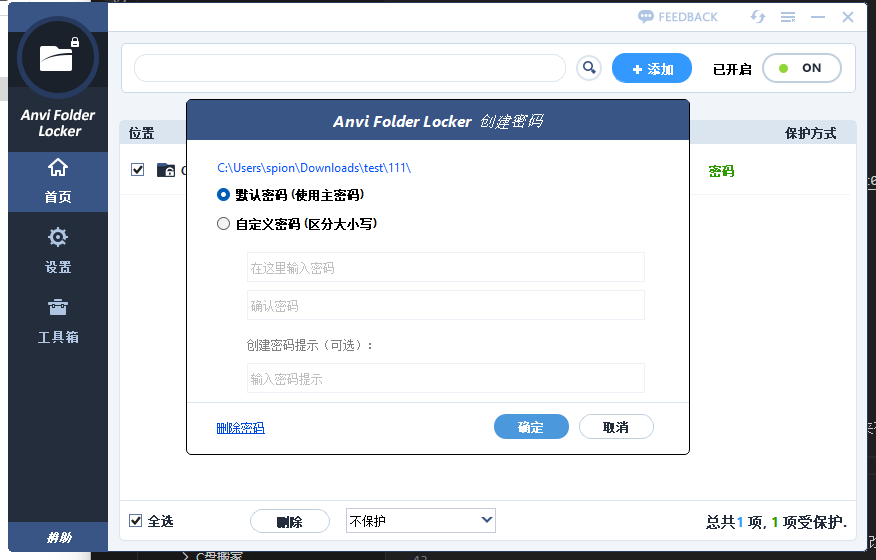 FEEDBACK
Anvi Folder
Locker
添加
已开启
ON
位置
保护方式
密码
Anvi Folder Locker 创建密码
C:\Users\spion\Downloads\test\111\
默认密码 (使用主密码)
自定义密码 (区分大小写)
在这里输入密码
确认密码
创建密码提示（可选）：
输入密码提示
删除密码
确定
取消
首页
设置
工具箱
全选
删除
不保护
总共1 项, 1 项受保护.
捐助
C盘搬家